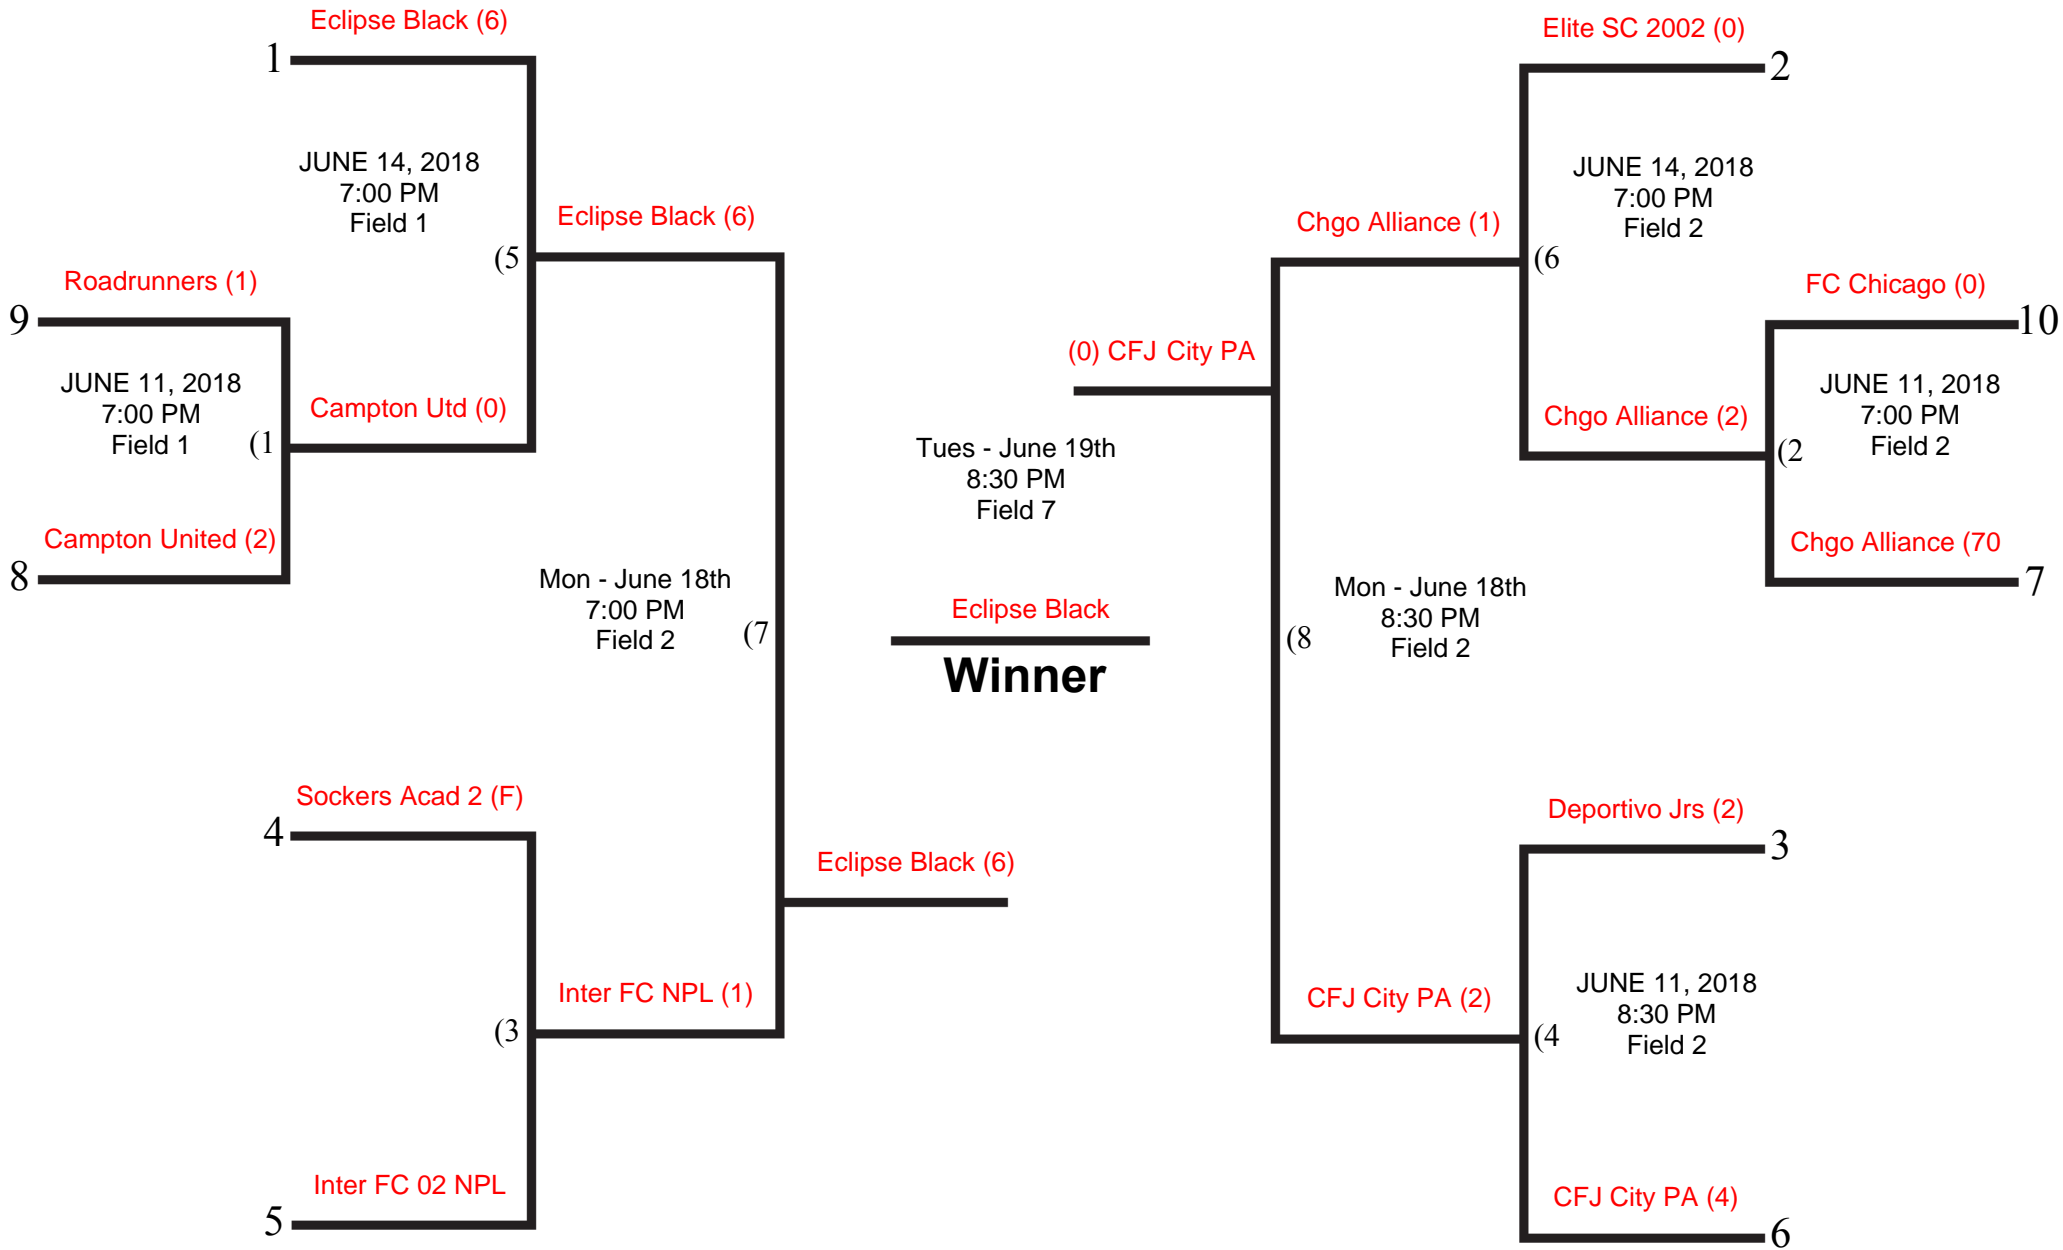 Eclipse Black (6)
1
JUNE 14, 2018
7:00 PM
Field 1
Eclipse Black (6)
(5
Roadrunners (1)
9
JUNE 11, 2018
7:00 PM
Field 1
(1
Campton Utd (0)
Campton United (2)
8
Mon - June 18th
7:00 PM
Field 2
(7
Sockers Acad 2 (F)
4
Eclipse Black (6)
Inter FC NPL (1)
(3
Inter FC 02 NPL
5
(0) CFJ City PA
Tues - June 19th
8:30 PM
Field 7
Eclipse Black
Winner
Elite SC 2002 (0)
2
JUNE 14, 2018
7:00 PM
Field 2
Chgo Alliance (1)
(6
FC Chicago (0)
10
JUNE 11, 2018
7:00 PM
Field 2
Chgo Alliance (2)
(2
Chgo Alliance (70
7
Mon - June 18th
8:30 PM
Field 2
(8
Deportivo Jrs (2)
3
JUNE 11, 2018
8:30 PM
Field 2
CFJ City PA (2)
(4
CFJ City PA (4)
6